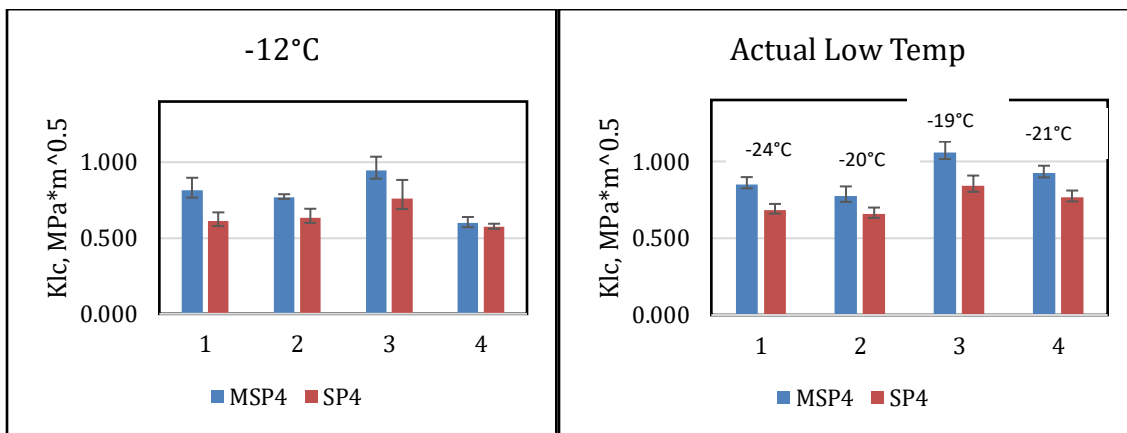 -12°C
KIc, MPa*m^0.5
1.000
0.500
0.000
1
2
3
4
MSP4
SP4
Actual Low Temp
KIc, MPa*m^0.5
1.000
0.500
0.000
-24°C
-20°C
-19°C
-21°C
1
2
3
4
MSP4
SP4